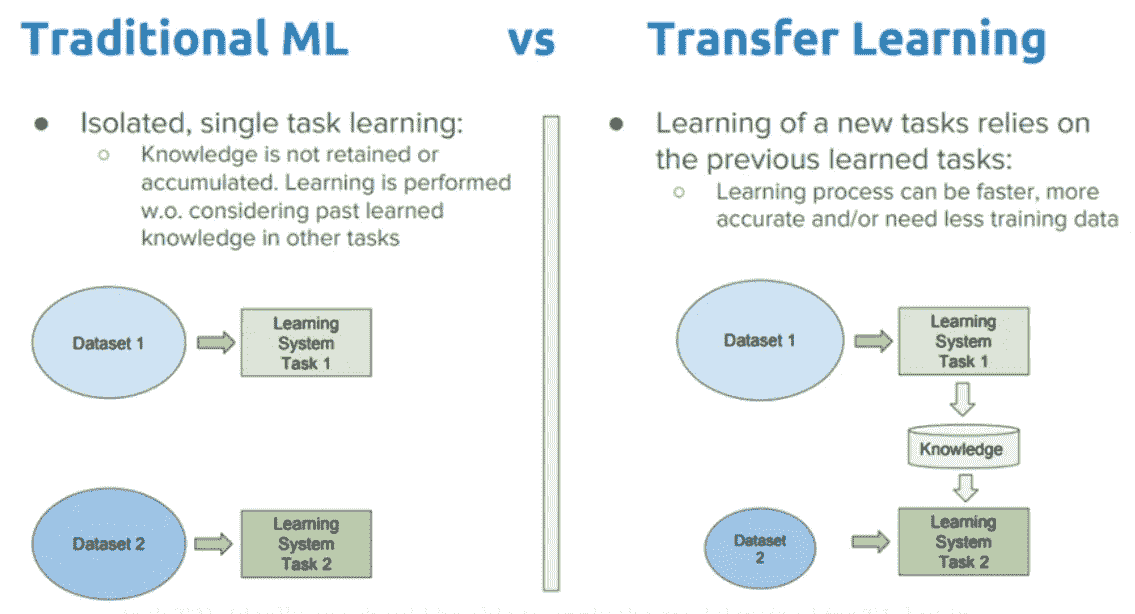 Traditional ML vs Transfer Learning
● Isolated, single task learning:
○ Knowledge is not retained or
accumulated. Learning is performed
w.o. considering past learned
knowledge in other tasks
Dataset 1
Learning
System
Task 1
Dataset 2
Learning
System
Task 2
● Learning of a new tasks relies on
the previous learned tasks:
○ Learning process can be faster, more
accurate and/or need less training data
Dataset 1
Learning
System
Task 1
Knowledge
Dataset
2
Learning
System
Task 2